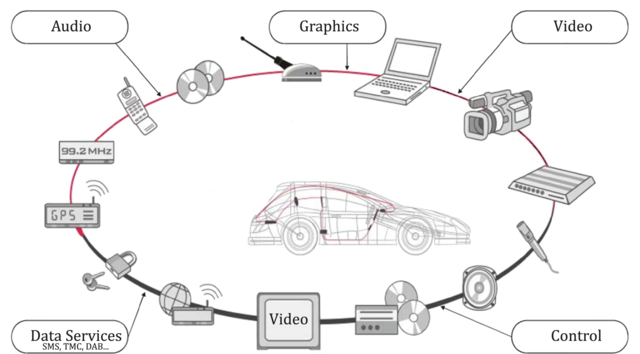 Audio
Graphics
Video
99.2 MHz
GPS
Video
Data Services
SMS, TMC, DAB...
Control